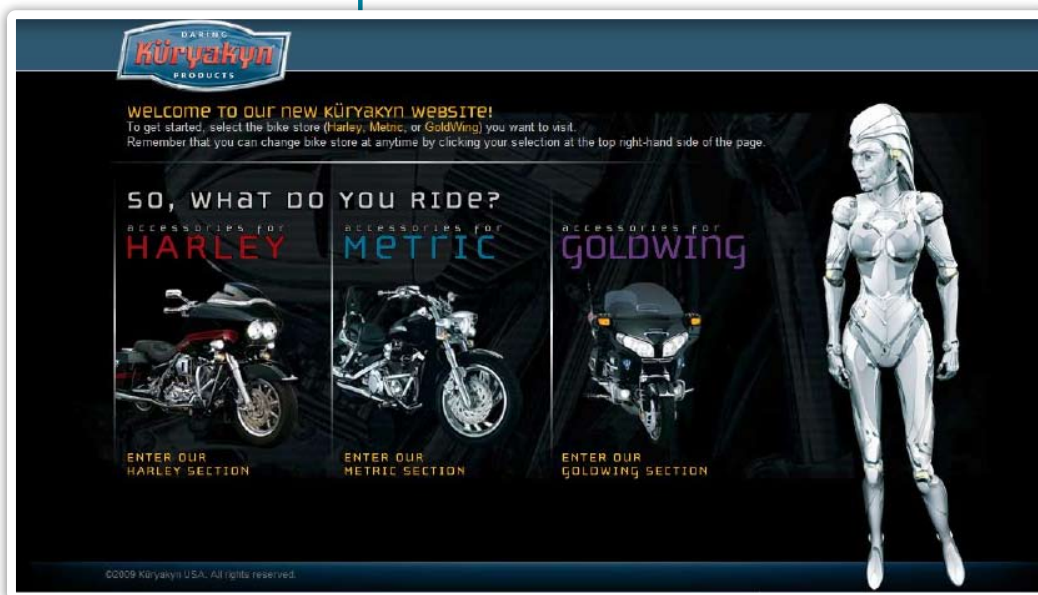 DARING
Küryakyn
PRODUCTS
WELCOME TO OUR NEW KÜRYAKYN WEBSITE!
To get started, select the bike store (Harley, Metric, or GoldWing) you want to visit.
Remember that you can change bike store at anytime by clicking your selection at the top right-hand side of the page.
SO, WHAT DO YOU RIDE?
accessories for
HARLEY
accessories for
METRIC
accessories for
GOLDWING
ENTER OUR
HARLEY SECTION
ENTER OUR
METRIC SECTION
ENTER OUR
GOLDWING SECTION
©2009 Küryakyn USA. All rights reserved.